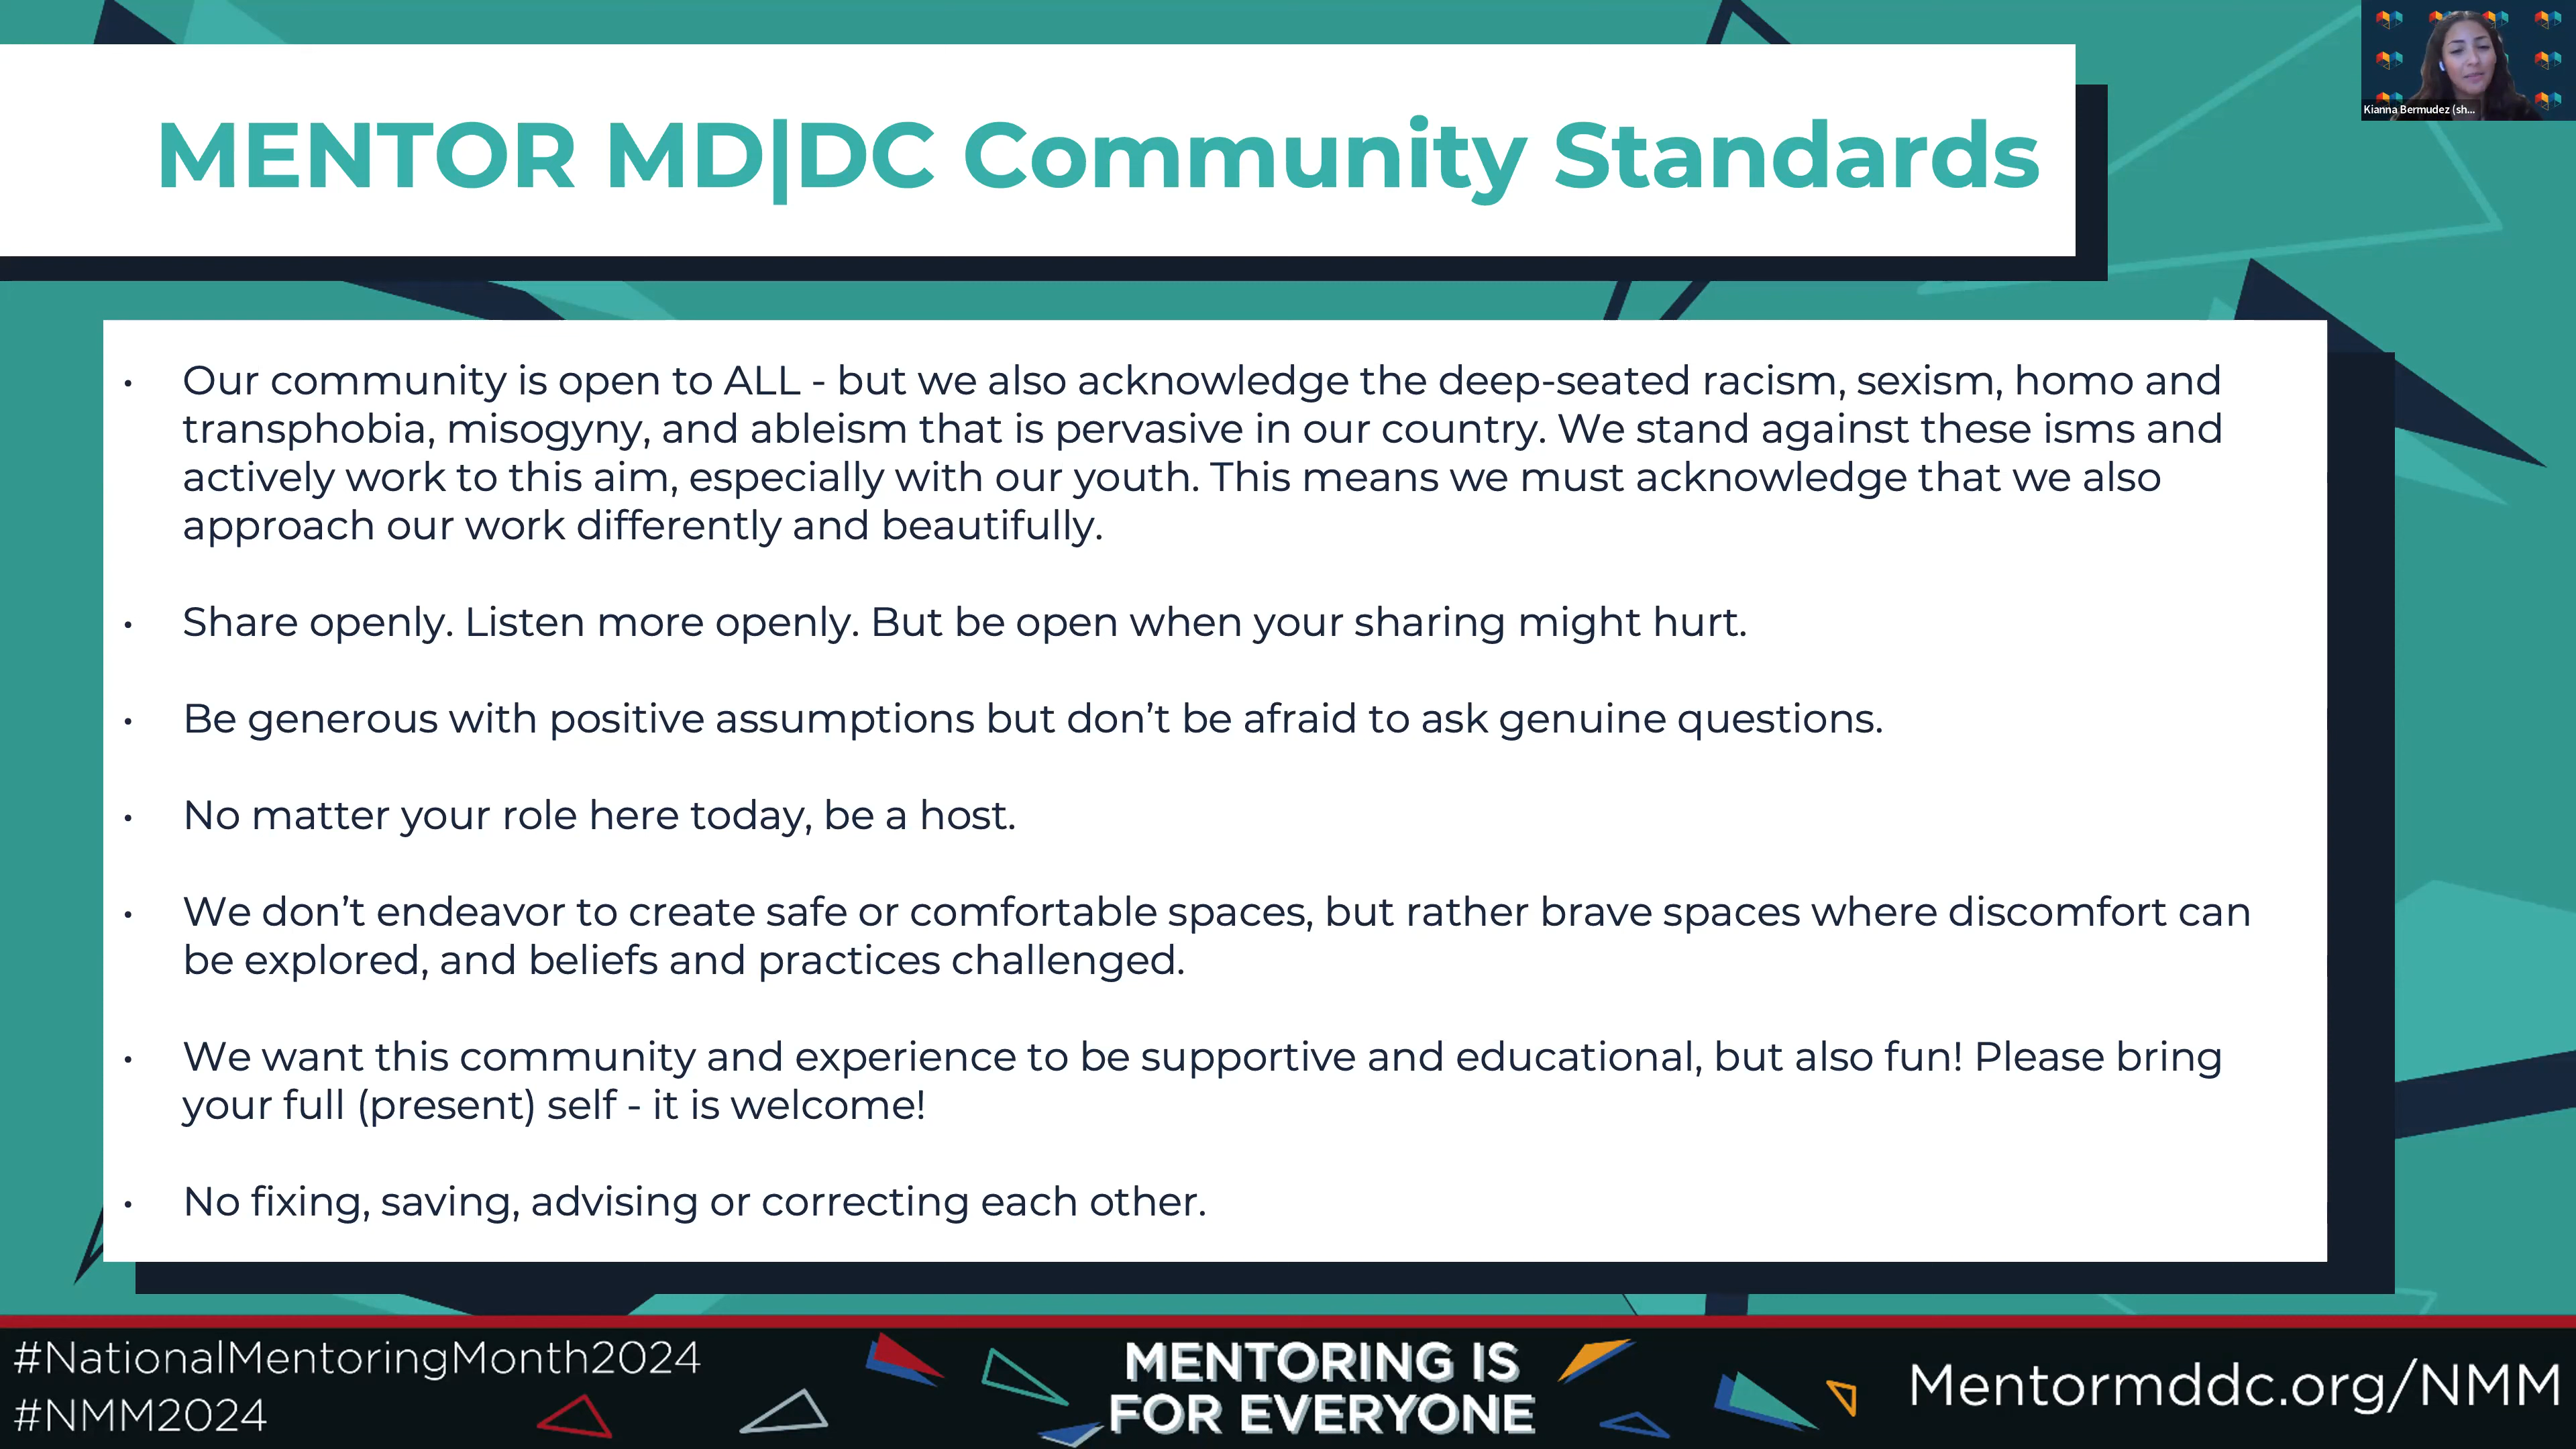 MENTOR MD|DC Community Standards
Kianna Bermudez (sh...
• Our community is open to ALL - but we also acknowledge the deep-seated racism, sexism, homo and
transphobia, misogyny, and ableism that is pervasive in our country. We stand against these isms and
actively work to this aim, especially with our youth. This means we must acknowledge that we also
approach our work differently and beautifully.
• Share openly. Listen more openly. But be open when your sharing might hurt.
• Be generous with positive assumptions but don’t be afraid to ask genuine questions.
• No matter your role here today, be a host.
• We don’t endeavor to create safe or comfortable spaces, but rather brave spaces where discomfort can
be explored, and beliefs and practices challenged.
• We want this community and experience to be supportive and educational, but also fun! Please bring
your full (present) self - it is welcome!
• No fixing, saving, advising or correcting each other.
#NationalMentoringMonth2024
#NMM2024
MENTORING IS
FOR EVERYONE
Mentormddc.org/NMM